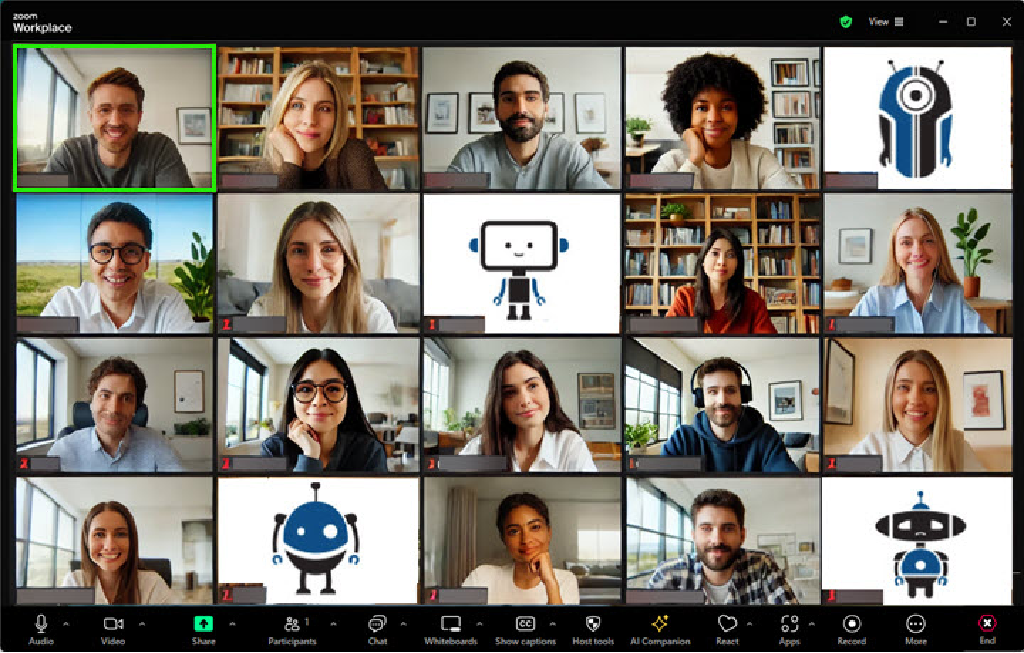 zoom
Workplace
View
CC
1
Audio
Video
Share
Participants
Chat
Whiteboards
Show captions
Host tools
AI Companion
React
Apps
Record
More
End